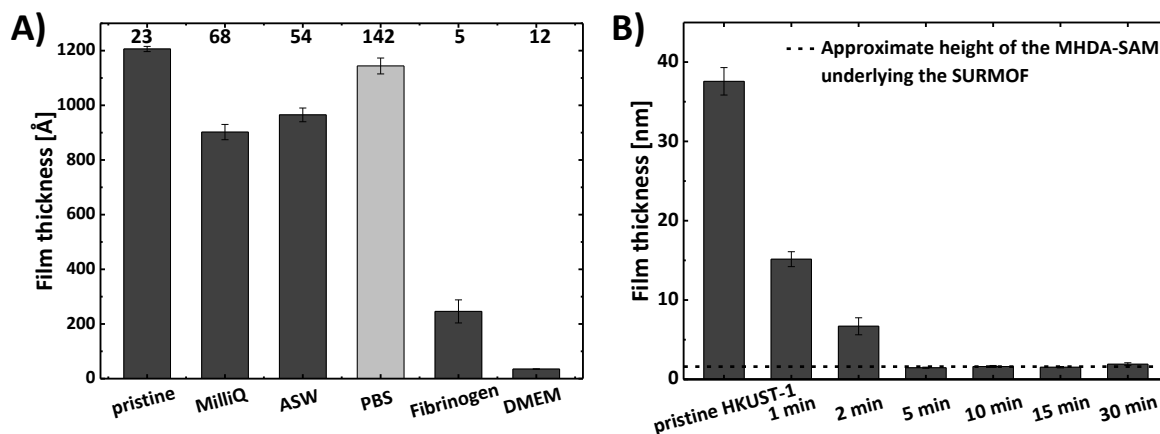 A)
23 68 54 142 5 12
1200
1000
800
600
400
200
0
Film thickness [Å]
pristine MilliQ ASW PBS Fibrinogen DMEM
B)
Approximate height of the MHDA-SAM
underlying the SURMOF
40
30
20
10
0
Film thickness [nm]
pristine HKUST-1 1 min 2 min 5 min 10 min 15 min 30 min